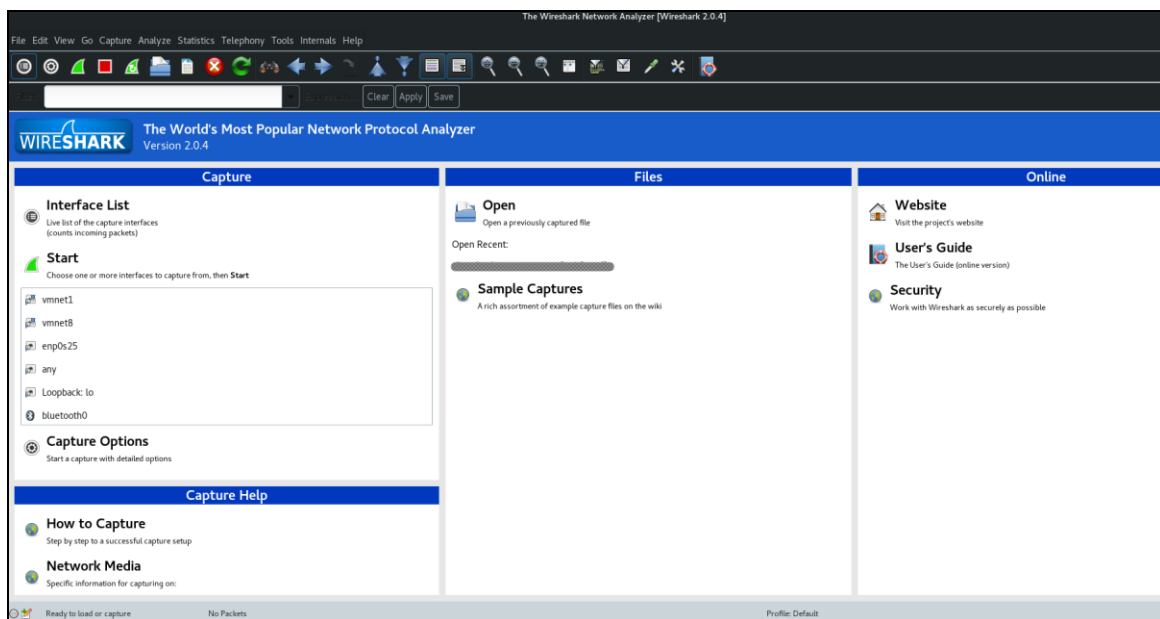 The Wireshark Network Analyzer [Wireshark 2.0.4]
File Edit View Go Capture Analyze Statistics Telephony Tools Internals Help
Clear Apply Save
WIRESHARK
The World's Most Popular Network Protocol Analyzer
Version 2.0.4
Capture
Interface List
Live list of the capture interfaces
(counts incoming packets)
Start
Choose one or more interfaces to capture from, then Start
vmnet1
vmnet8
enp0s25
any
Loopback: lo
bluetooth0
Capture Options
Start a capture with detailed options
Capture Help
How to Capture
Step by step to a successful capture setup
Network Media
Specific information for capturing on:
Files
Open
Open a previously captured file
Open Recent:
Sample Captures
A rich assortment of example capture files on the wiki
Online
Website
Visit the project's website
User's Guide
The User's Guide (online version)
Security
Work with Wireshark as securely as possible
Ready to load or capture
No Packets
Profile: Default